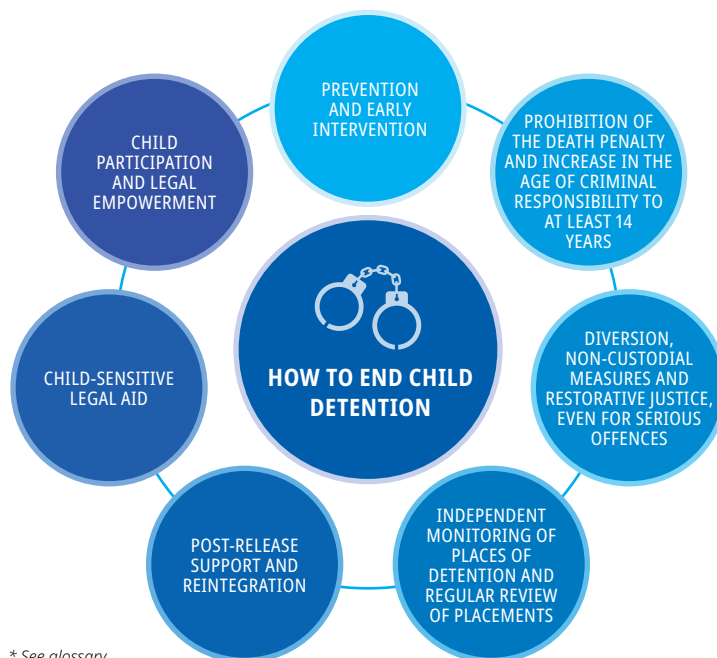 PREVENTION
AND EARLY
INTERVENTION
PROHIBITION OF
THE DEATH PENALTY
AND INCREASE IN THE
AGE OF CRIMINAL
RESPONSIBILITY TO
AT LEAST 14
YEARS
DIVERSION,
NON-CUSTODIAL
MEASURES AND
RESTORATIVE JUSTICE,
EVEN FOR SERIOUS
OFFENCES
INDEPENDENT
MONITORING OF
PLACES OF
DETENTION AND
REGULAR REVIEW
OF PLACEMENTS
POST-RELEASE
SUPPORT AND
REINTEGRATION
CHILD-SENSITIVE
LEGAL AID
CHILD
PARTICIPATION
AND LEGAL
EMPOWERMENT
HOW TO END CHILD
DETENTION
* See glossary